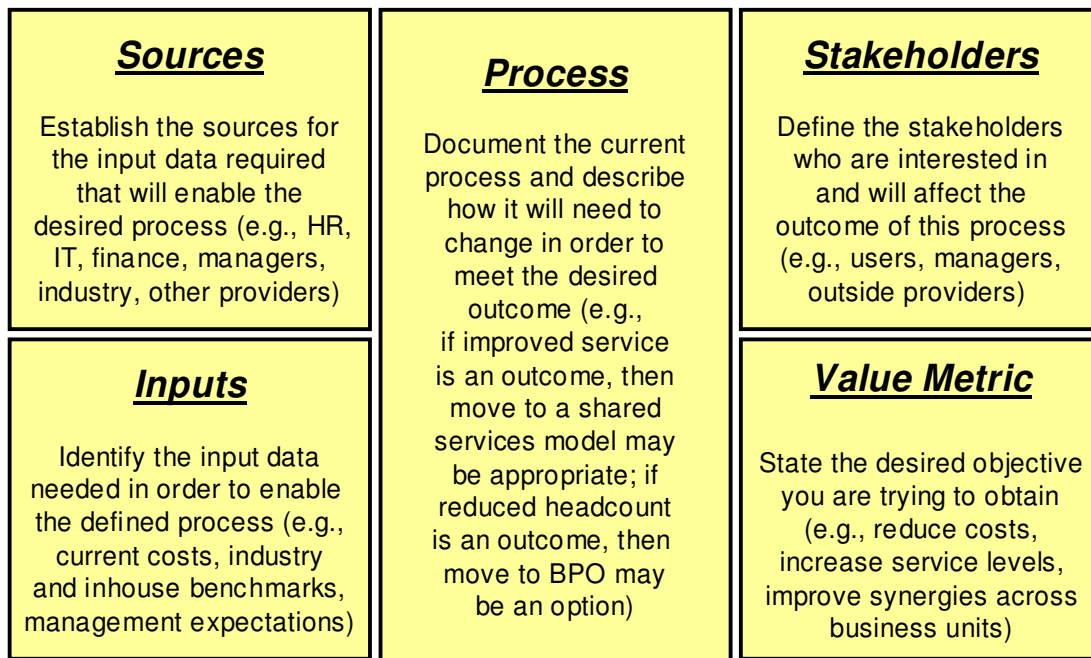 Sources
Establish the sources for
the input data required
that will enable the
desired process (e.g., HR,
IT, finance, managers,
industry, other providers)
Inputs
Identify the input data
needed in order to enable
the defined process (e.g.,
current costs, industry
and inhouse benchmarks,
management expectations)
Process
Document the current
process and describe
how it will need to
change in order to
meet the desired
outcome (e.g.,
if improved service
is an outcome, then
move to a shared
services model may
be appropriate; if
reduced headcount
is an outcome, then
move to BPO may
be an option)
Stakeholders
Define the stakeholders
who are interested in
and will affect the
outcome of this process
(e.g., users, managers,
outside providers)
Value Metric
State the desired objective
you are trying to obtain
(e.g., reduce costs,
increase service levels,
improve synergies across
business units)